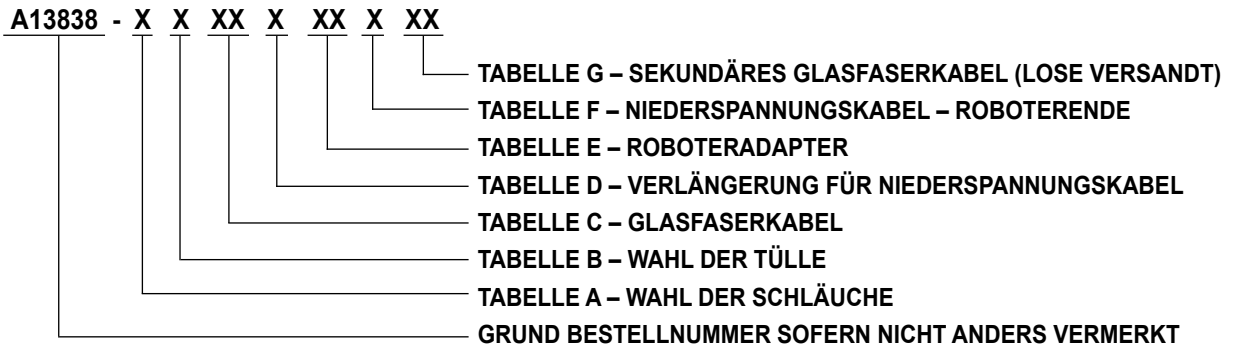 A13838 - X X XX X XX X XX
TABELLE G – SEKUNDÄRES GLASFASERKABEL (LOSE VERSANDT)
TABELLE F – NIEDERSPANNUNGSKABEL – ROBOTERENDE
TABELLE E – ROBOTERADAPTER
TABELLE D – VERLÄNGERUNG FÜR NIEDERSPANNUNGSKABEL
TABELLE C – GLASFASERKABEL
TABELLE B – WAHL DER TÜLLE
TABELLE A – WAHL DER SCHLÄUCHE
GRUND BESTELLNUMMER SOFERN NICHT ANDERS VERMERKT